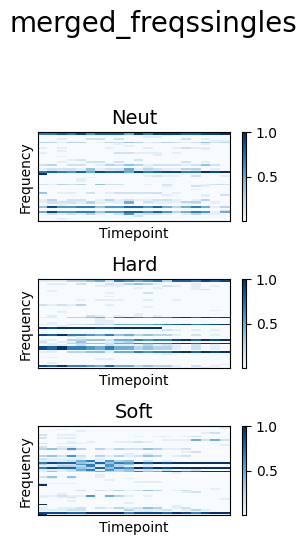 merged_freqssingles
Neut
Frequency
1.0
0.5
Timepoint
Hard
Frequency
1.0
0.5
Timepoint
Soft
Frequency
1.0
0.5
Timepoint